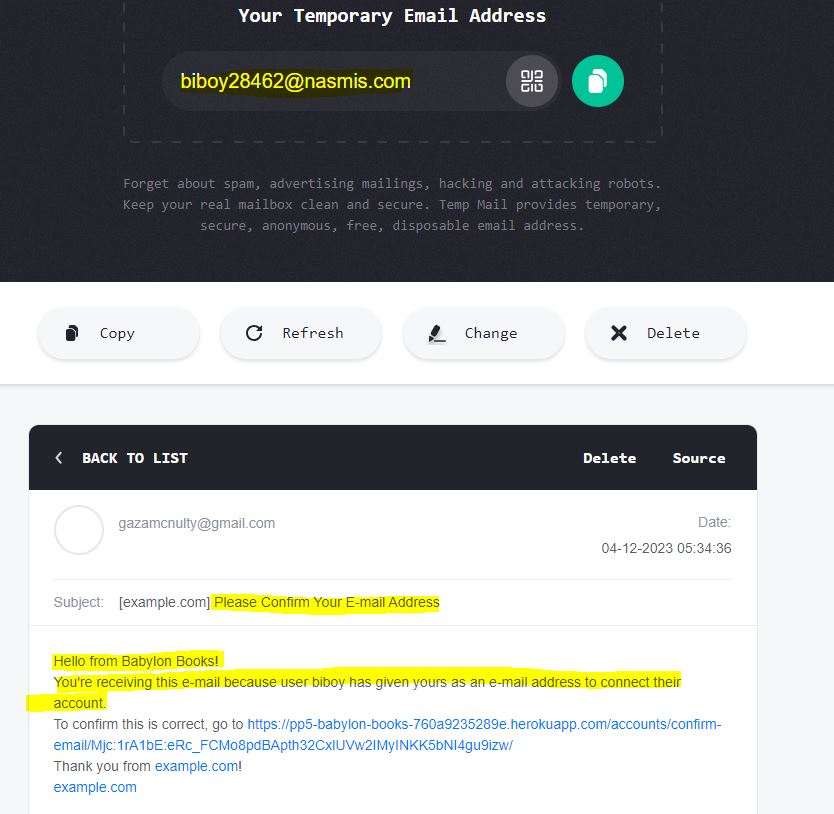 Your Temporary Email Address
biboy28462@nasmis.com
Forget about spam, advertising mailings, hacking and attacking robots.
Keep your real mailbox clean and secure. Temp Mail provides temporary,
secure, anonymous, free, disposable email address.
Copy Refresh Change Delete
BACK TO LIST Delete Source
gazamcnulty@gmail.com Date:
04-12-2023 05:34:36
Subject: [example.com] Please Confirm Your E-mail Address
Hello from Babylon Books!
You're receiving this e-mail because user biboy has given yours as an e-mail address to connect their
account.
To confirm this is correct, go to https://pp5-babylon-books-760a9235289e.herokuapp.com/accounts/confirm-
email/Mjc:1rA1bE:eRc_FCMo8pdBApth32CxlUVw2IMyINKK5bNI4gu9izw/
Thank you from example.com!
example.com